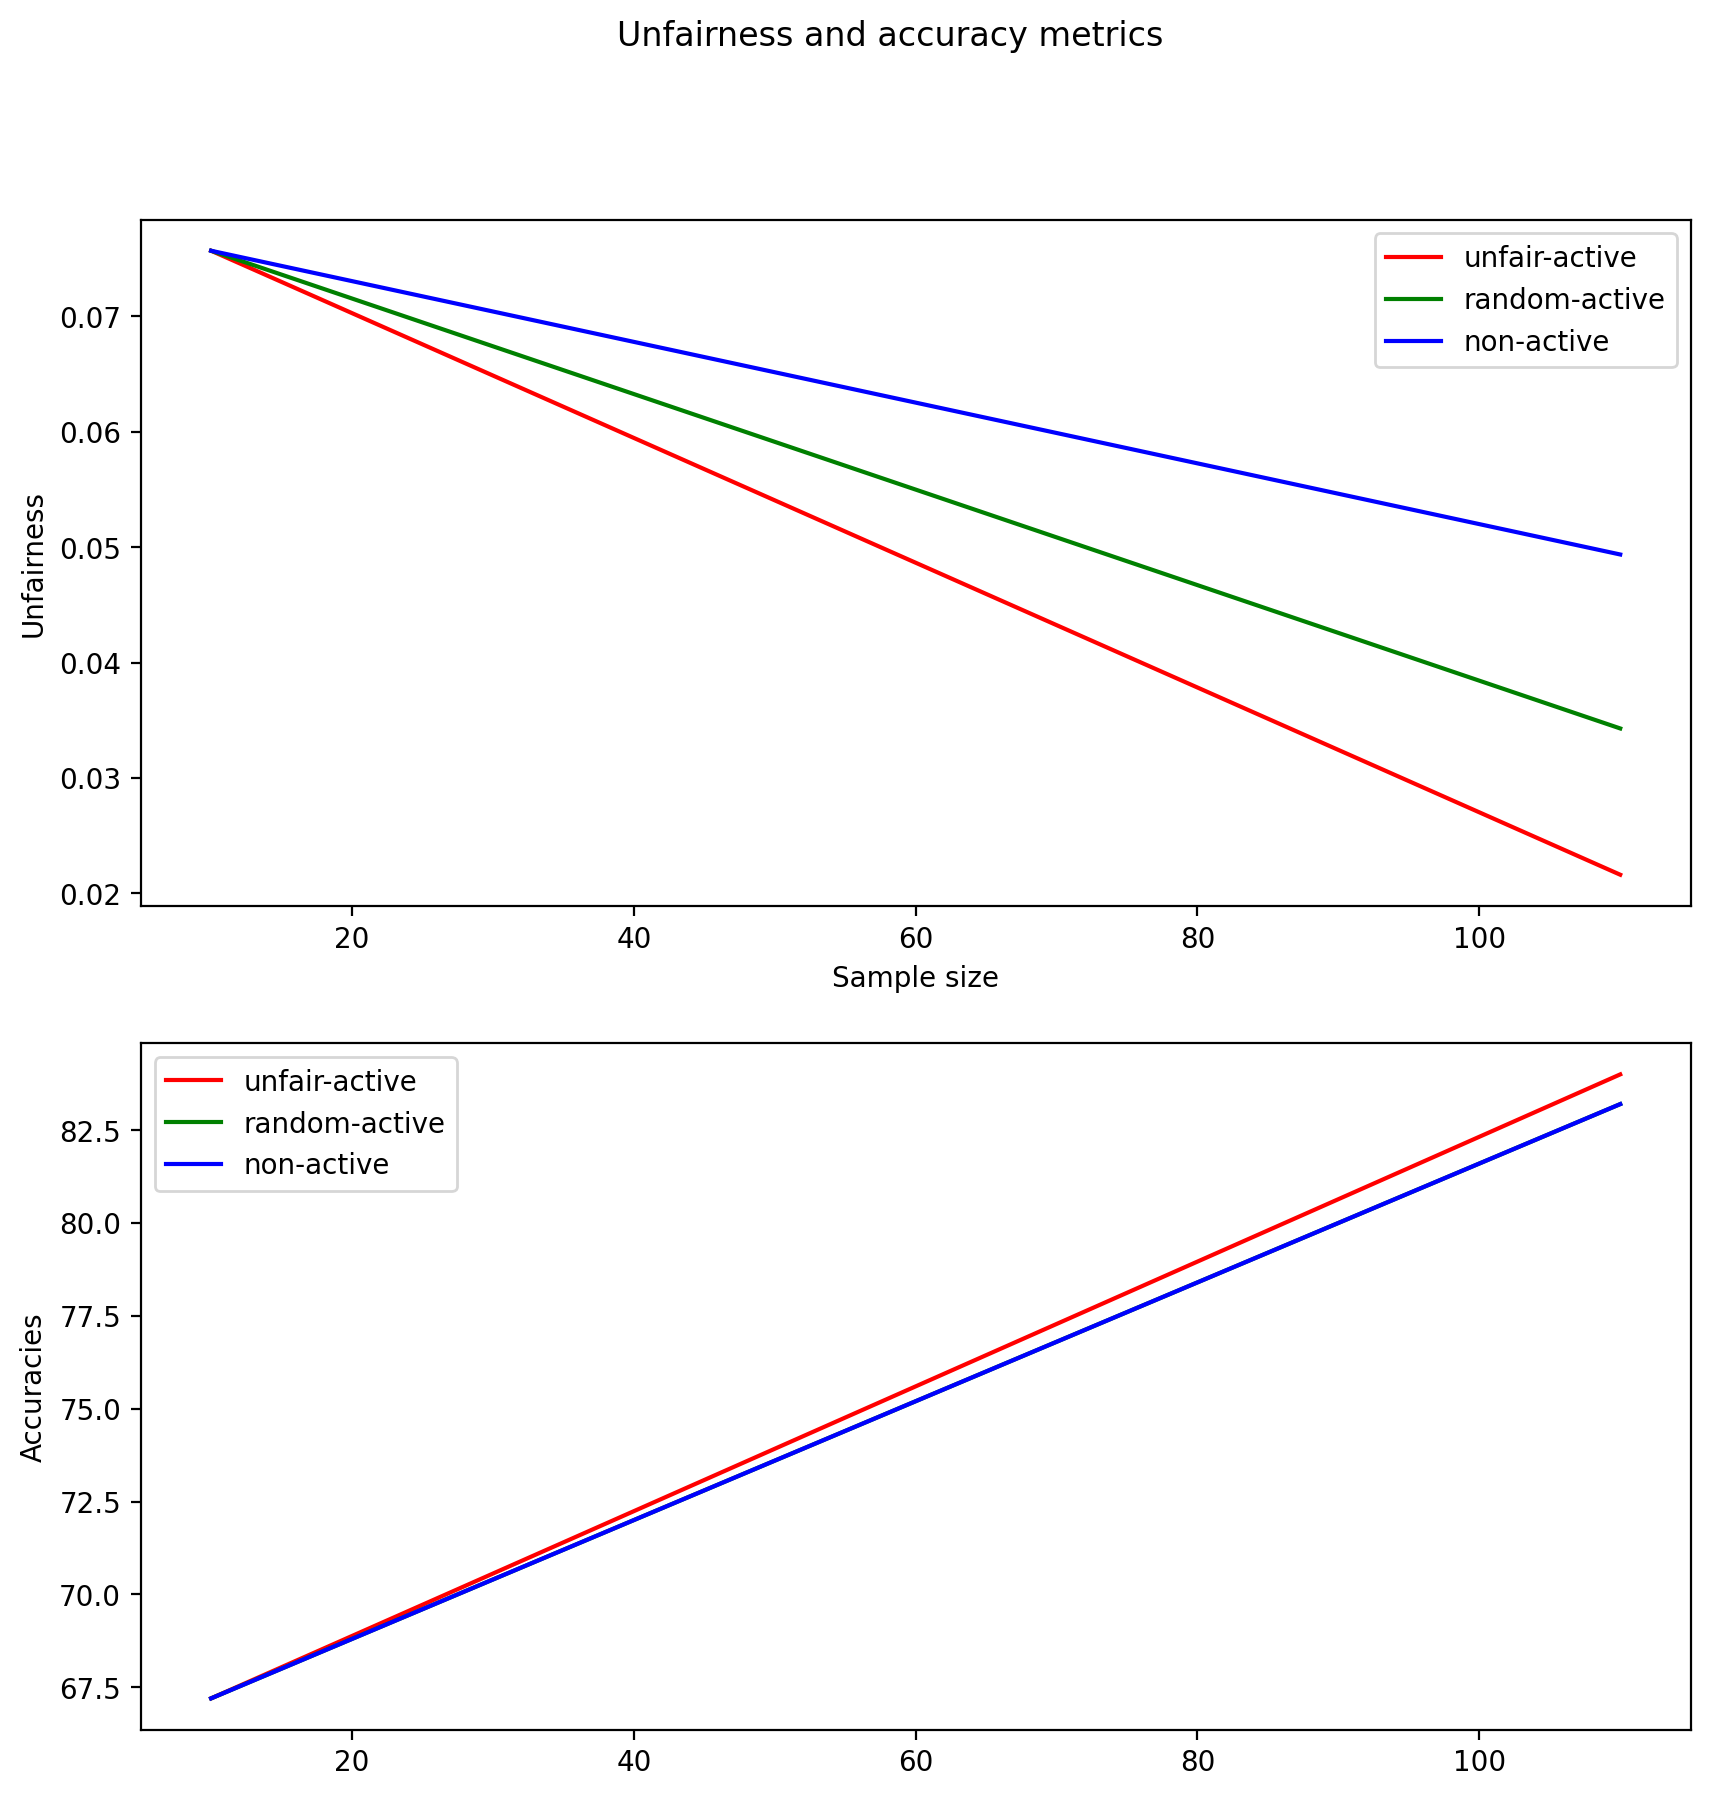 Unfairness and accuracy metrics
unfair-active
random-active
non-active
0.07
0.06
0.05
0.04
0.03
0.02
Unfairness
20 40 60 80 100
Sample size
unfair-active
random-active
non-active
82.5
80.0
77.5
75.0
72.5
70.0
67.5
Accuracies
20 40 60 80 100